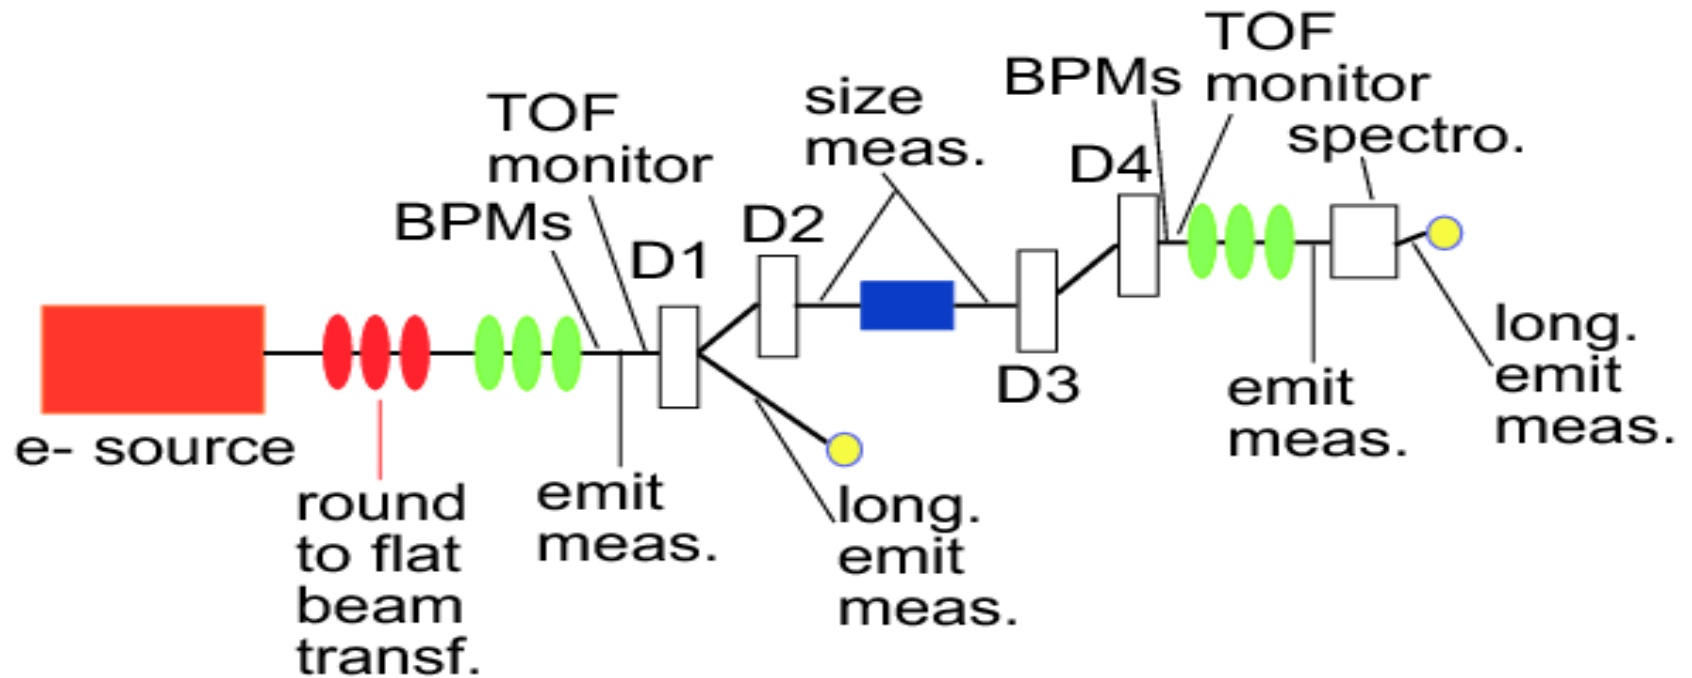 e- source
round
to flat
beam
transf.
BPMs
TOF
monitor
emit
meas.
D1
D2
long.
emit
meas.
size
meas.
D3
D4
BPMs
TOF
monitor
spectro.
emit
meas.
long.
emit
meas.